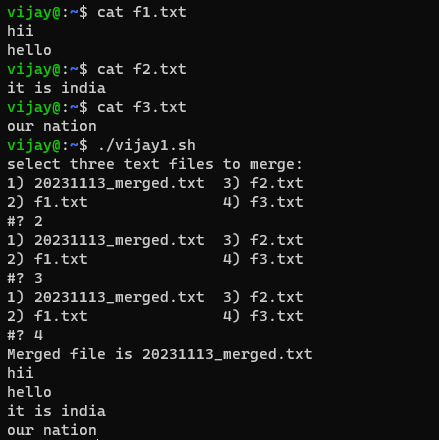 vijay@:~$ cat f1.txt
hii
hello
vijay@:~$ cat f2.txt
it is india
vijay@:~$ cat f3.txt
our nation
vijay@:~$ ./vijay1.sh
select three text files to merge:
1) 20231113_merged.txt  3) f2.txt
2) f1.txt               4) f3.txt
#? 2
1) 20231113_merged.txt  3) f2.txt
2) f1.txt               4) f3.txt
#? 3
1) 20231113_merged.txt  3) f2.txt
2) f1.txt               4) f3.txt
#? 4
Merged file is 20231113_merged.txt
hii
hello
it is india
our nation